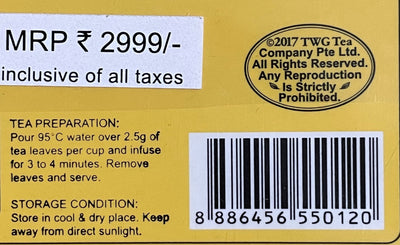 MRP ₹ 2999/-
inclusive of all taxes
©2017 TWG Tea
Company Pte Ltd.
All Rights Reserved.
Any Reproduction
Is Strictly
Prohibited.
TEA PREPARATION:
Pour 95°C water over 2.5g of
tea leaves per cup and infuse
for 3 to 4 minutes. Remove
leaves and serve.
STORAGE CONDITION:
Store in cool & dry place. Keep
away from direct sunlight.
8 886456 550120